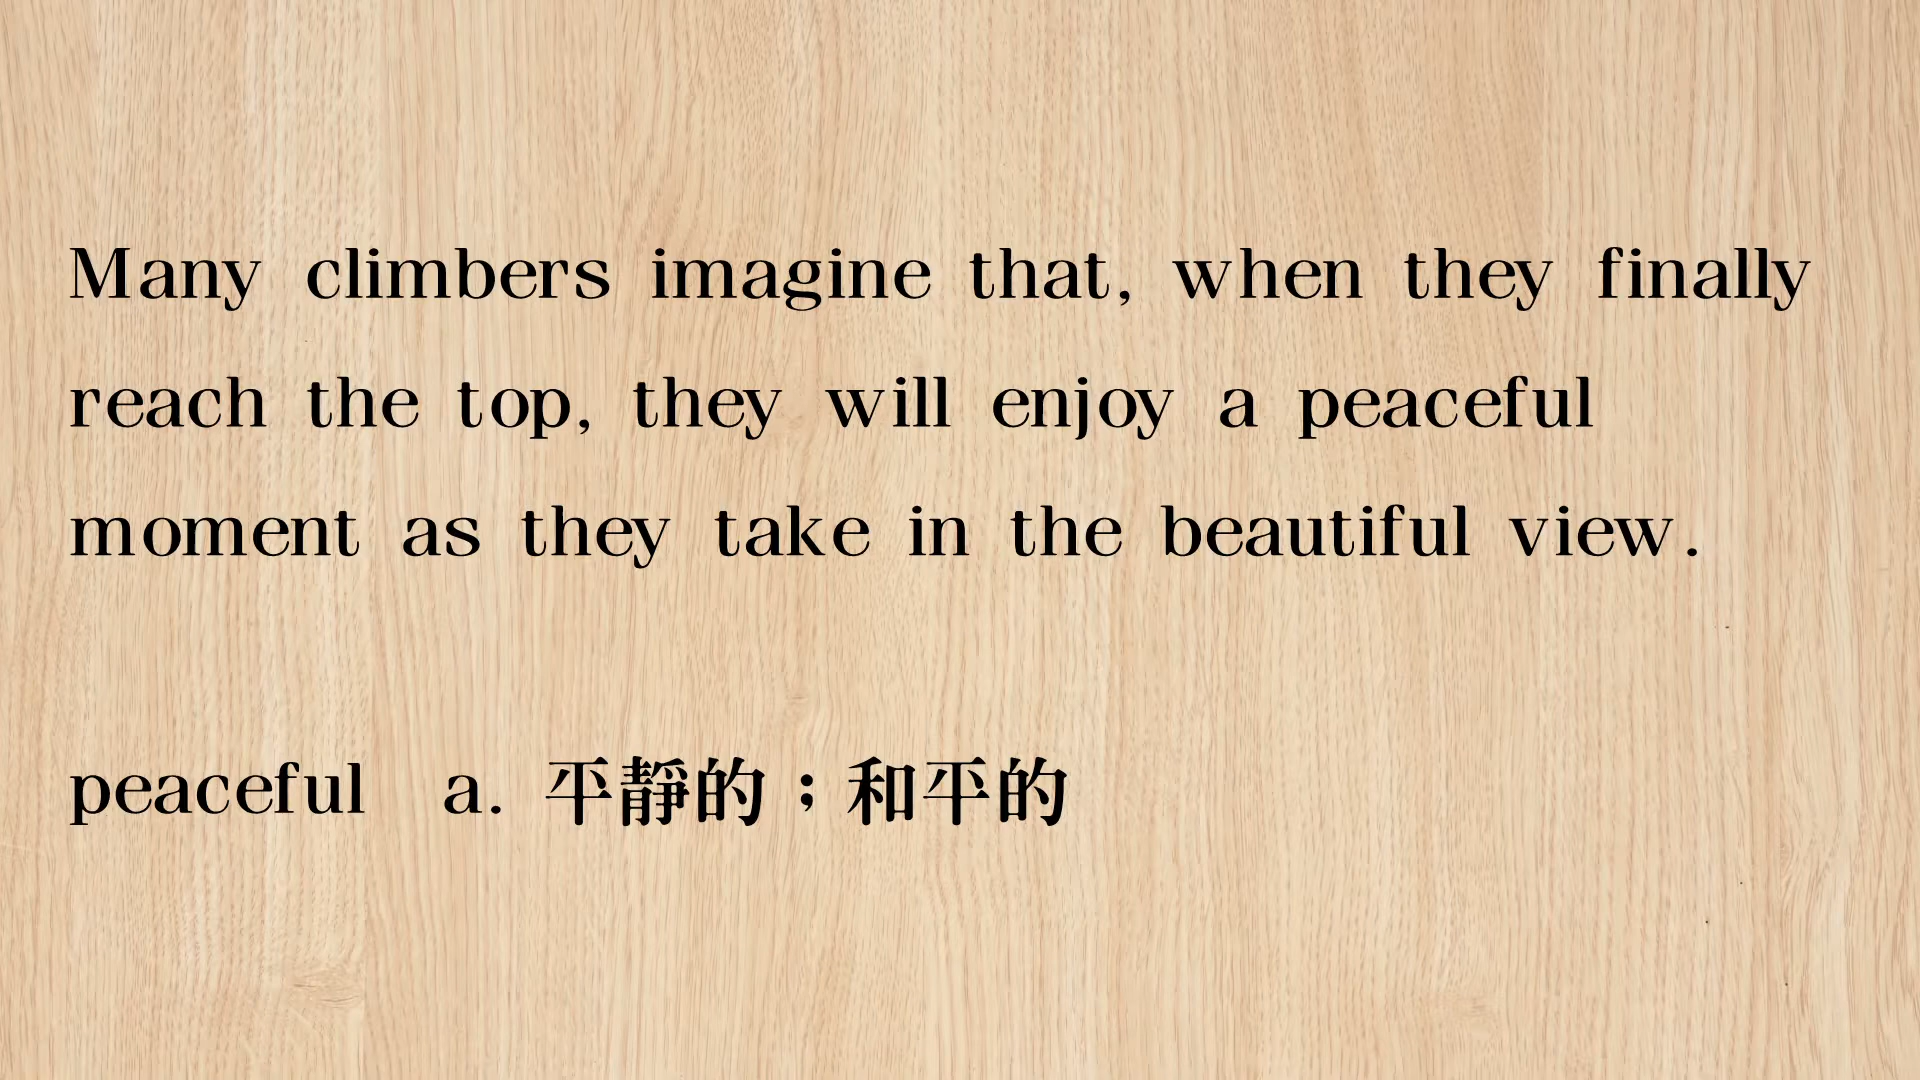 Many climbers imagine that, when they finally
reach the top, they will enjoy a peaceful
moment as they take in the beautiful view.
peaceful a. 平靜的；和平的